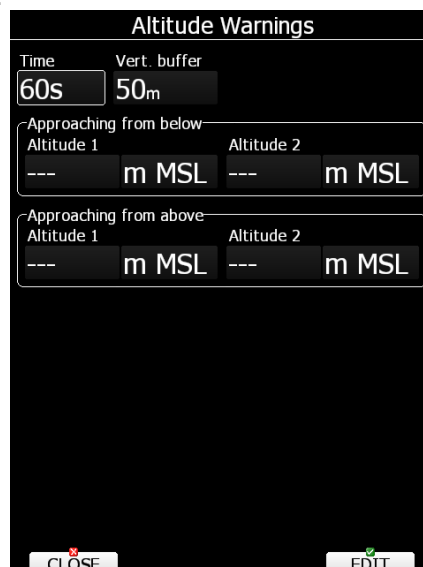 Altitude Warnings
Time Vert. buffer
60s 50m
Approaching from below
Altitude 1 Altitude 2
--- m MSL --- m MSL
Approaching from above
Altitude 1 Altitude 2
--- m MSL --- m MSL
CLOSE EDIT